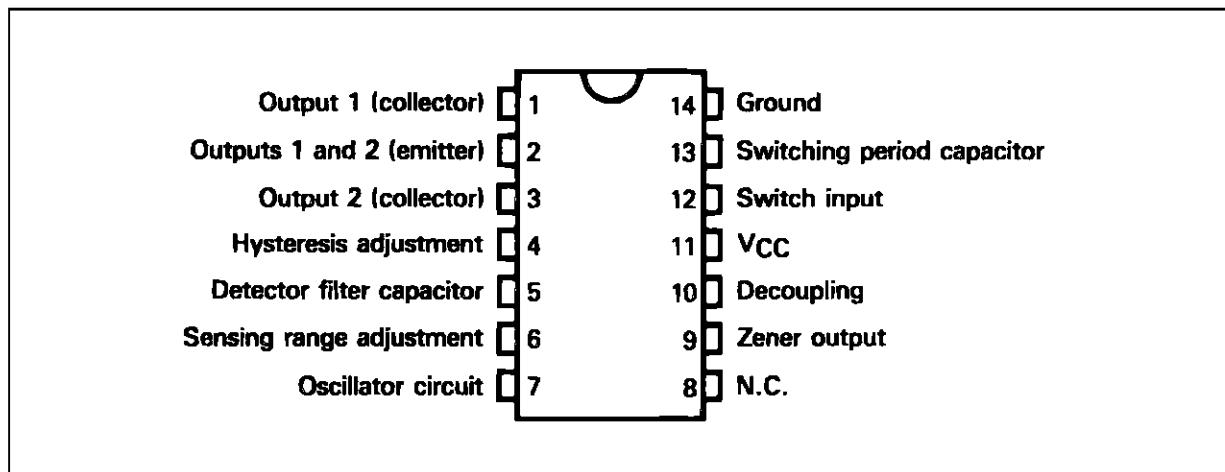 Output 1 (collector) 1 14 Ground
Outputs 1 and 2 (emitter) 2 13 Switching period capacitor
Output 2 (collector) 3 12 Switch input
Hysteresis adjustment 4 11 VCC
Detector filter capacitor 5 10 Decoupling
Sensing range adjustment 6 9 Zener output
Oscillator circuit 7 8 N.C.